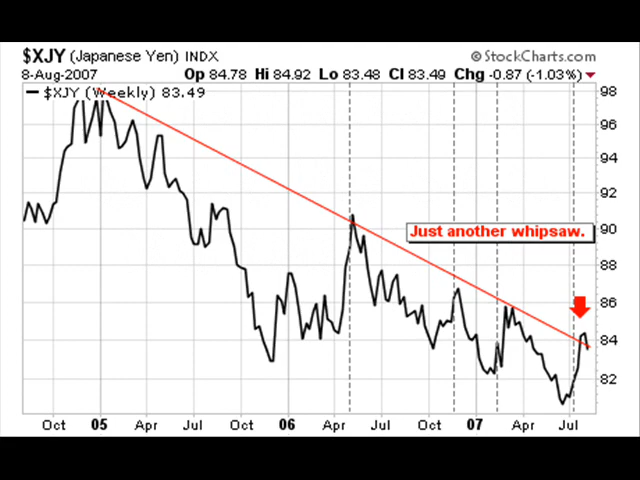 $XJY (Japanese Yen) INDX
© StockCharts.com
8-Aug-2007
Op 84.78 Hi 84.92 Lo 83.48 Cl 83.49 Chg -0.87 (-1.03%)
$XJY (Weekly) 83.49
98
96
94
92
90
Just another whipsaw.
88
86
84
82
Oct 05 Apr Jul Oct 06 Apr Jul Oct 07 Apr Jul